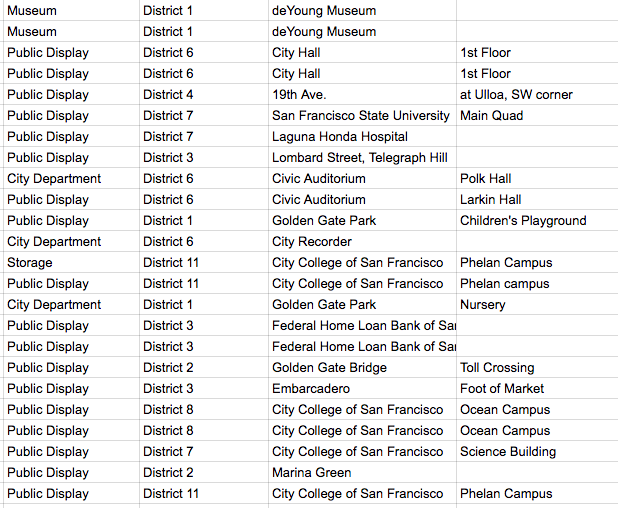 Museum District 1 deYoung Museum
Museum District 1 deYoung Museum
Public Display District 6 City Hall 1st Floor
Public Display District 6 City Hall 1st Floor
Public Display District 4 19th Ave. at Ulloa, SW corner
Public Display District 7 San Francisco State University Main Quad
Public Display District 7 Laguna Honda Hospital
Public Display District 3 Lombard Street, Telegraph Hill
City Department District 6 Civic Auditorium Polk Hall
Public Display District 6 Civic Auditorium Larkin Hall
Public Display District 1 Golden Gate Park Children's Playground
City Department District 6 City Recorder
Storage District 11 City College of San Francisco Phelan Campus
Public Display District 11 City College of San Francisco Phelan campus
City Department District 1 Golden Gate Park Nursery
Public Display District 3 Federal Home Loan Bank of Sa
Public Display District 3 Federal Home Loan Bank of Sa
Public Display District 2 Golden Gate Bridge Toll Crossing
Public Display District 3 Embarcadero Foot of Market
Public Display District 8 City College of San Francisco Ocean Campus
Public Display District 8 City College of San Francisco Ocean Campus
Public Display District 7 City College of San Francisco Science Building
Public Display District 2 Marina Green
Public Display District 11 City College of San Francisco Phelan Campus